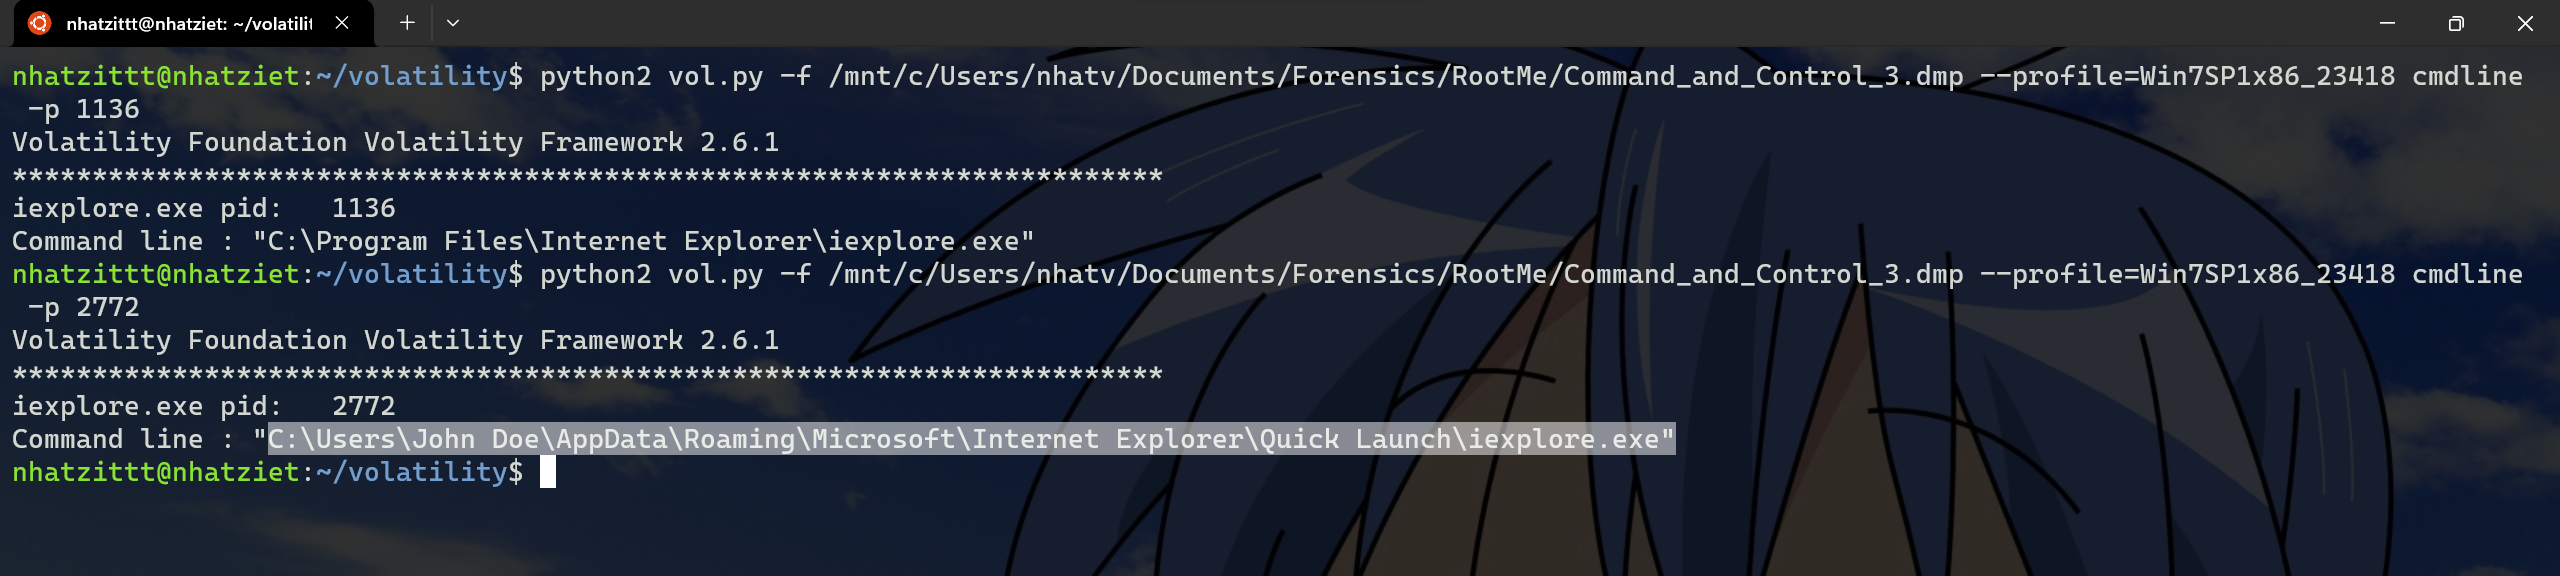 nhatzittt@nhatziet: ~/volatilit
nhatzittt@nhatziet:~/volatility$ python2 vol.py -f /mnt/c/Users/nhatv/Documents/Forensics/RootMe/Command_and_Control_3.dmp --profile=Win7SP1x86_23418 cmdline
-p 1136
Volatility Foundation Volatility Framework 2.6.1
************************************************************************
iexplore.exe pid:   1136
Command line : "C:\Program Files\Internet Explorer\iexplore.exe"
nhatzittt@nhatziet:~/volatility$ python2 vol.py -f /mnt/c/Users/nhatv/Documents/Forensics/RootMe/Command_and_Control_3.dmp --profile=Win7SP1x86_23418 cmdline
-p 2772
Volatility Foundation Volatility Framework 2.6.1
************************************************************************
iexplore.exe pid:   2772
Command line : "C:\Users\John Doe\AppData\Roaming\Microsoft\Internet Explorer\Quick Launch\iexplore.exe"
nhatzittt@nhatziet:~/volatility$